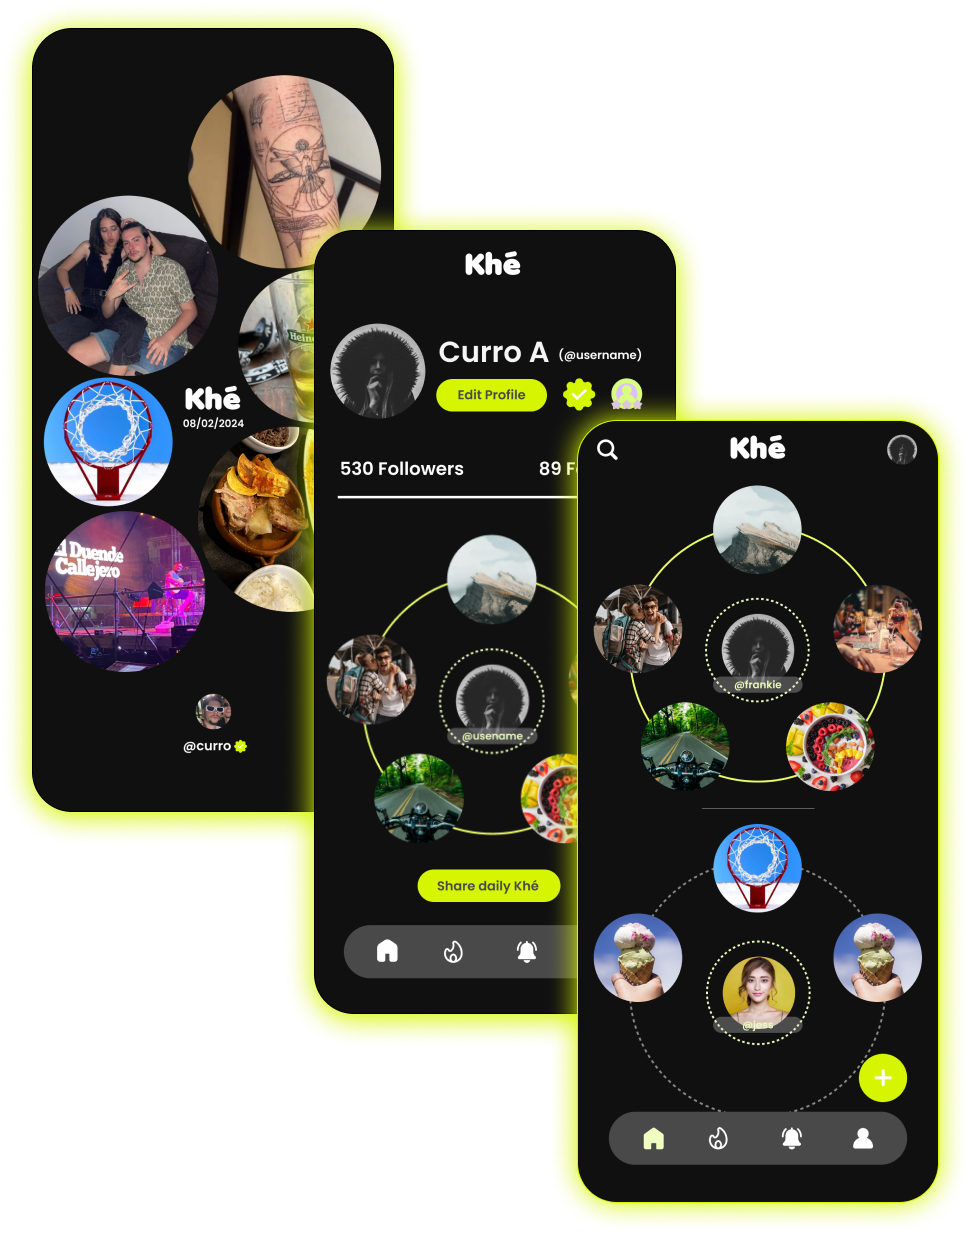 Khé
08/02/2024
El Duende
Callejero
@curro
Khé
Curro A (@username)
Edit Profile
530 Followers
89 F
@usename
Share daily Khé
Khé
@frankie
@jess